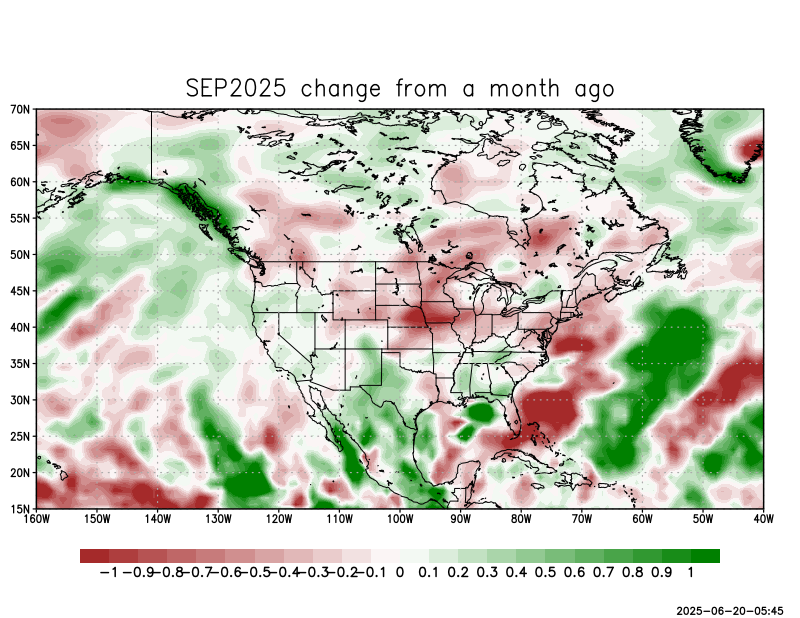 SEP2025 change from a month ago
70N
65N
60N
55N
50N
45N
40N
35N
30N
25N
20N
15N
160W 150W 140W 130W 120W 110W 100W 90W 80W 70W 60W 50W 40W
-1 -0.9 -0.8 -0.7 -0.6 -0.5 -0.4 -0.3 -0.2 -0.1 0 0.1 0.2 0.3 0.4 0.5 0.6 0.7 0.8 0.9 1
2025-06-20-05:45